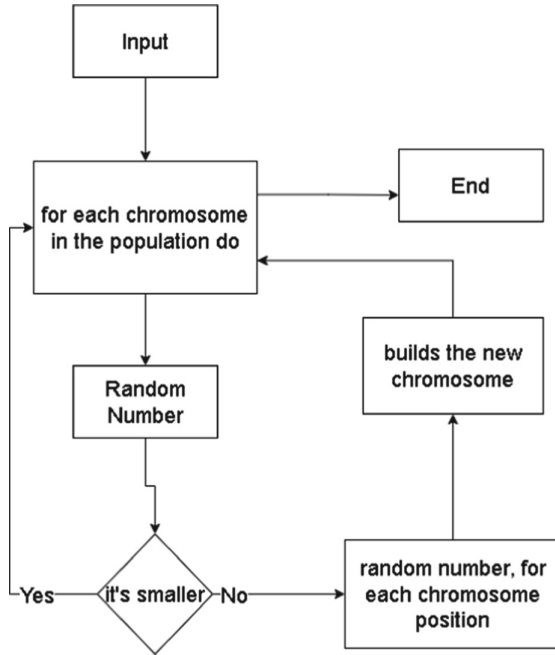 Input
for each chromosome
in the population do
End
builds the new
chromosome
Random
Number
Yes
it's smaller
No
random number, for
each chromosome
position